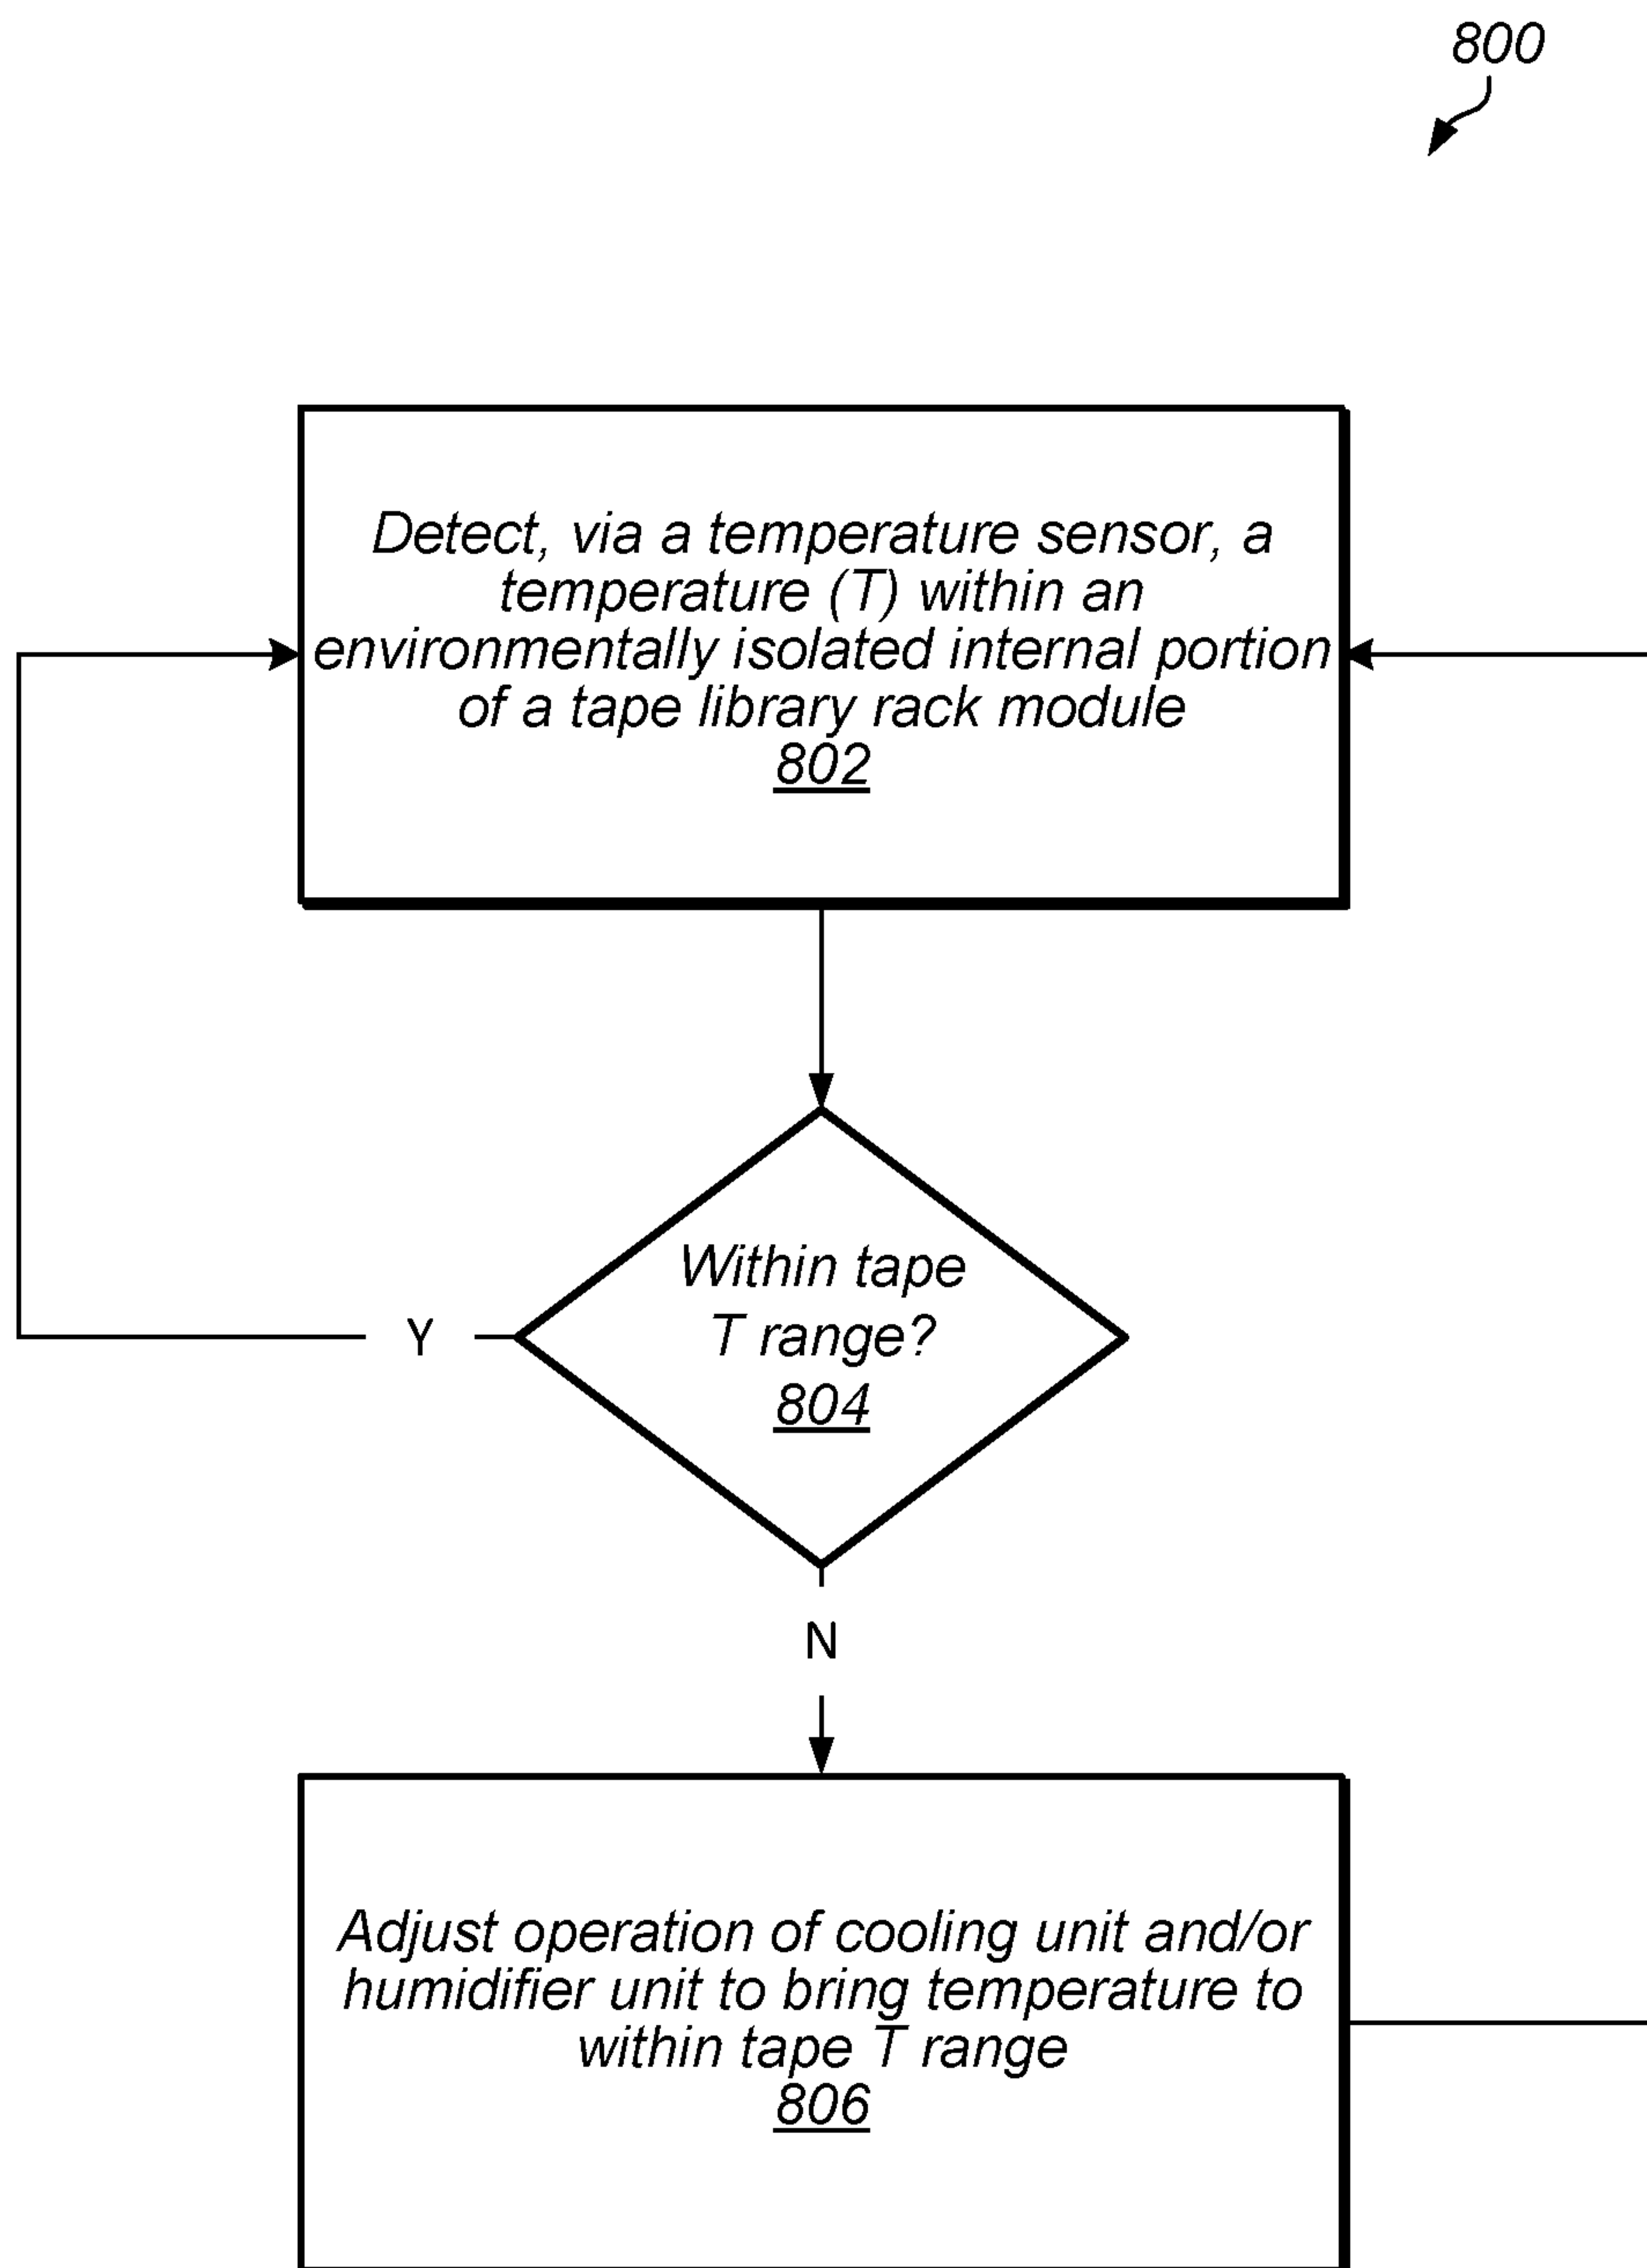 800
Detect, via a temperature sensor, a
temperature (T) within an
environmentally isolated internal portion
of a tape library rack module
802
Within tape
T range?
804
Y
N
Adjust operation of cooling unit and/or
humidifier unit to bring temperature to
within tape T range
806